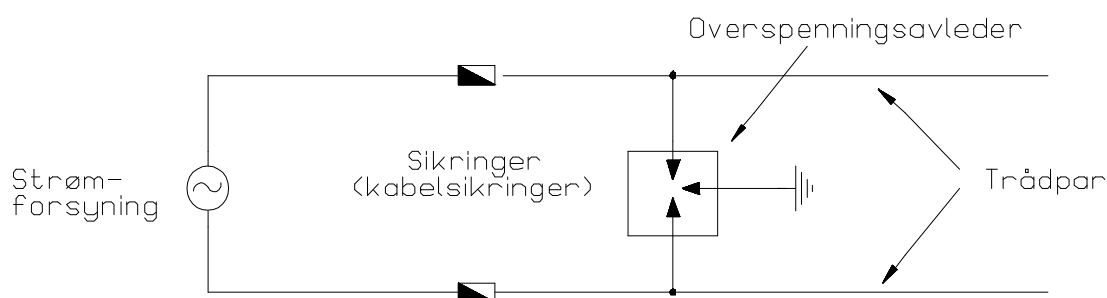 Overspenningsavleder
Sikringer
(kabelsikringer)
Strøm-
forsyning
Trådpar